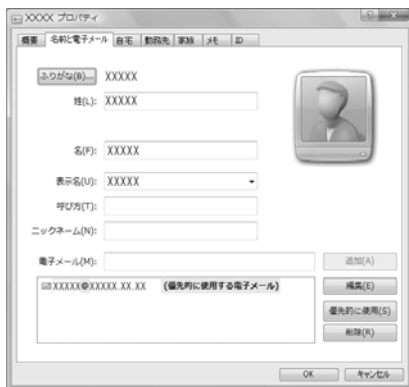 XXXX プロパティ
概要 名前と電子メール 自宅 勤務先 家族 メモ ID
ふりがな(B)... XXXXX
姓(L): XXXXX
名(F): XXXXX
表示名(U): XXXXX
呼び方(T):
ニックネーム(N):
電子メール(M): 追加(A)
XXXXX@XXXXX.XX.XX (優先的に使用する電子メール) 編集(E)
優先的に使用(S)
削除(R)
OK キャンセル